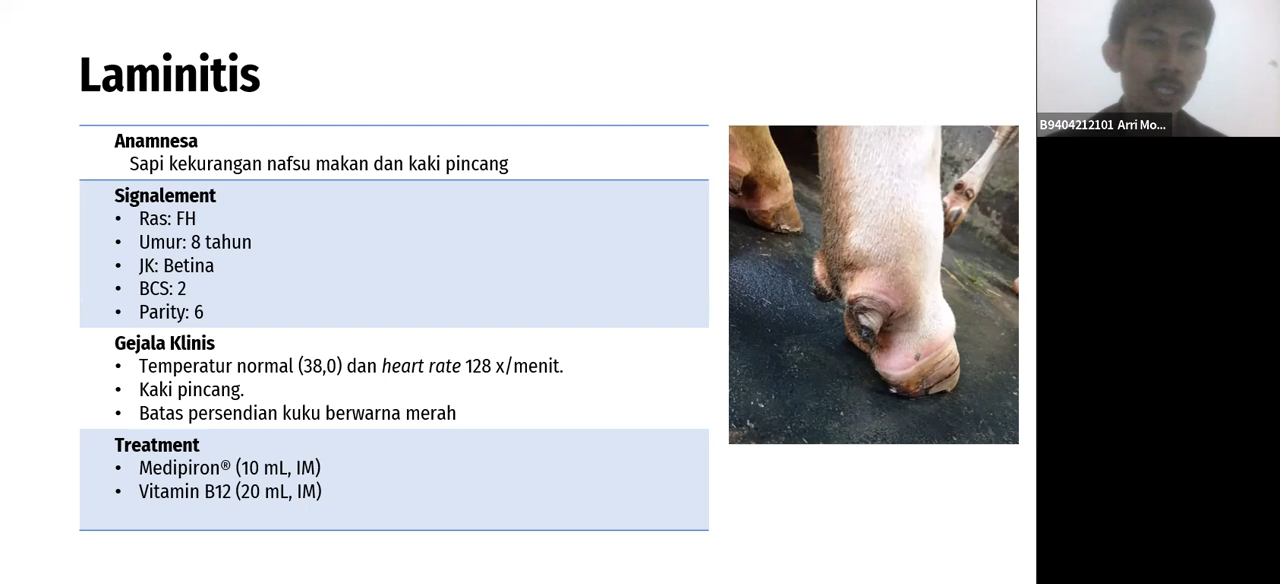 Laminitis
Anamnesa
Sapi kekurangan nafsu makan dan kaki pincang
Signalement
• Ras: FH
• Umur: 8 tahun
• JK: Betina
• BCS: 2
• Parity: 6
Gejala Klinis
• Temperatur normal (38,0) dan heart rate 128 x/menit.
• Kaki pincang.
• Batas persendian kuku berwarna merah
Treatment
• Medipiron® (10 mL, IM)
• Vitamin B12 (20 mL, IM)
B9404212101 Arri Mo...